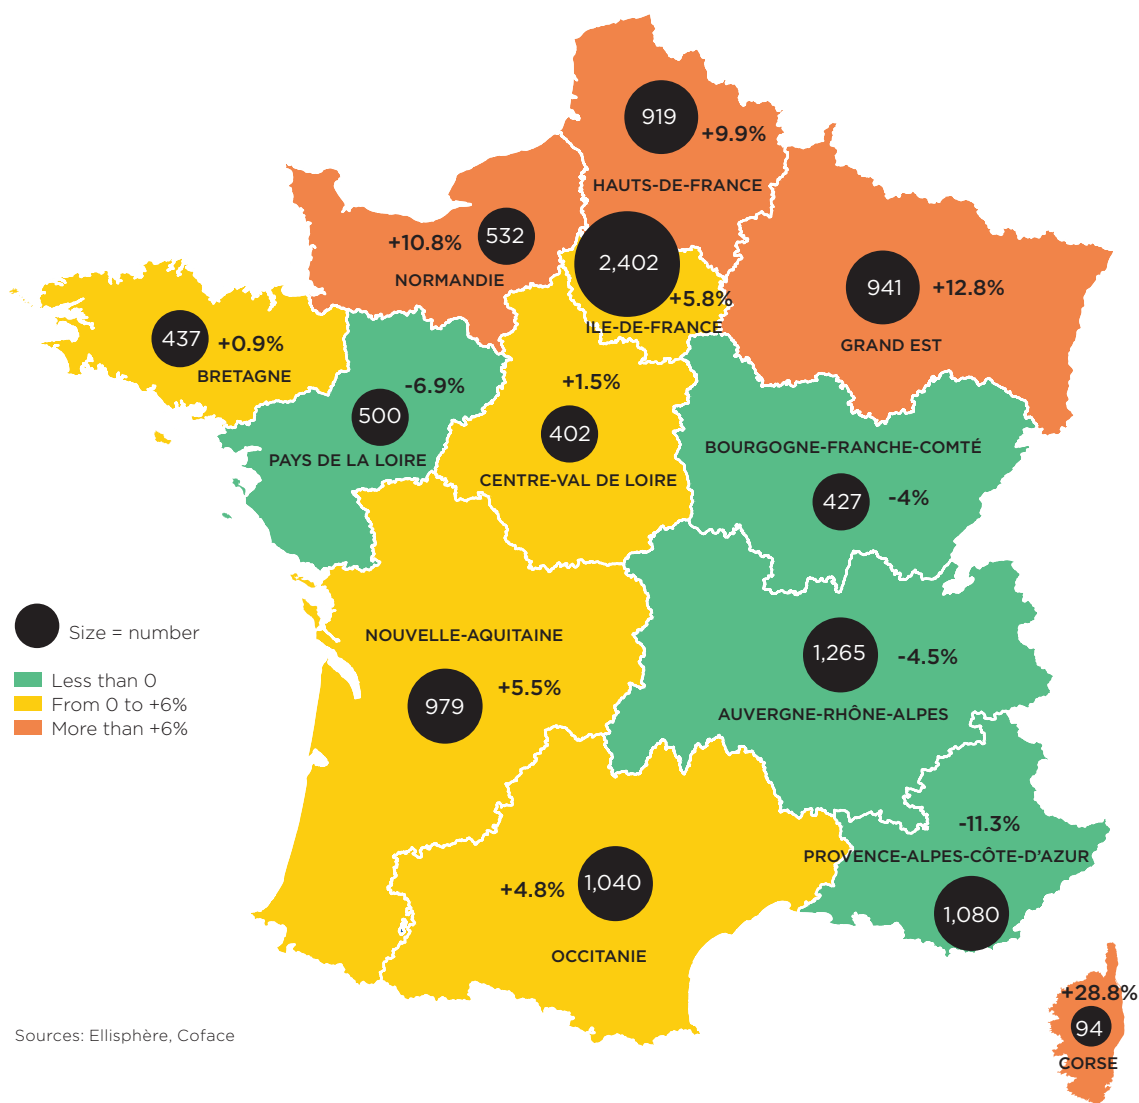 919
+9.9%
HAUTS-DE-FRANCE
+10.8%
532
NORMANDIE
2,402
+5.8%
ILE-DE-FRANCE
941
+12.8%
GRAND EST
437
+0.9%
BRETAGNE
-6.9%
500
PAYS DE LA LOIRE
+1.5%
402
CENTRE-VAL DE LOIRE
BOURGOGNE-FRANCHE-COMTÉ
427
-4%
Size = number
Less than 0
From 0 to +6%
More than +6%
NOUVELLE-AQUITAINE
979
+5.5%
1,265
-4.5%
AUVERGNE-RHÔNE-ALPES
+4.8%
1,040
OCCITANIE
-11.3%
PROVENCE-ALPES-CÔTE-D'AZUR
1,080
+28.8%
94
CORSE
Sources: Ellisphère, Coface